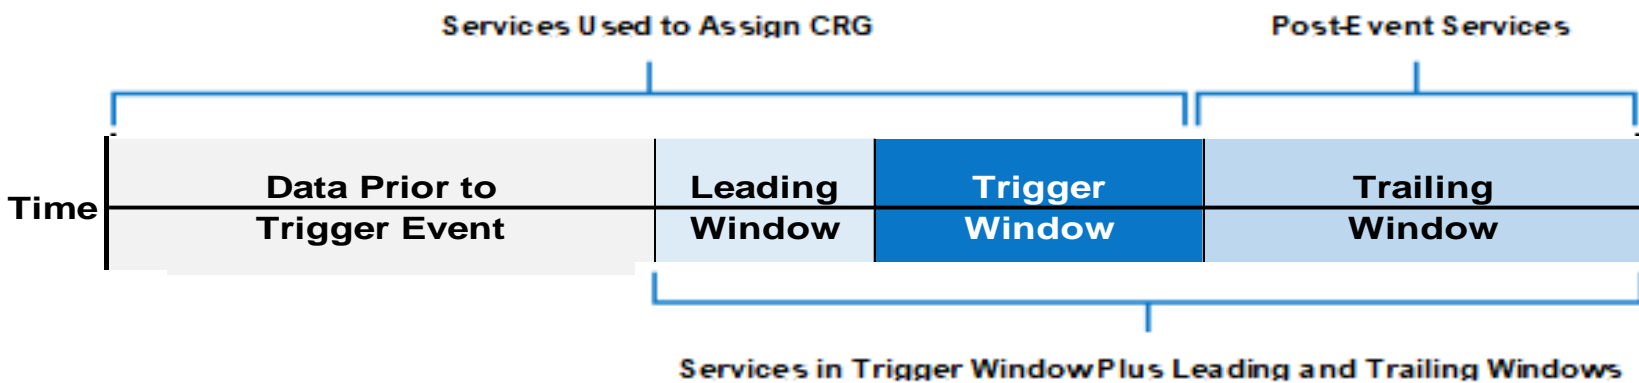 Services Used to Assign CRG
Post-Event Services
Time
Data Prior to
Trigger Event
Leading
Window
Trigger
Window
Trailing
Window
Services in Trigger Window Plus Leading and Trailing Windows